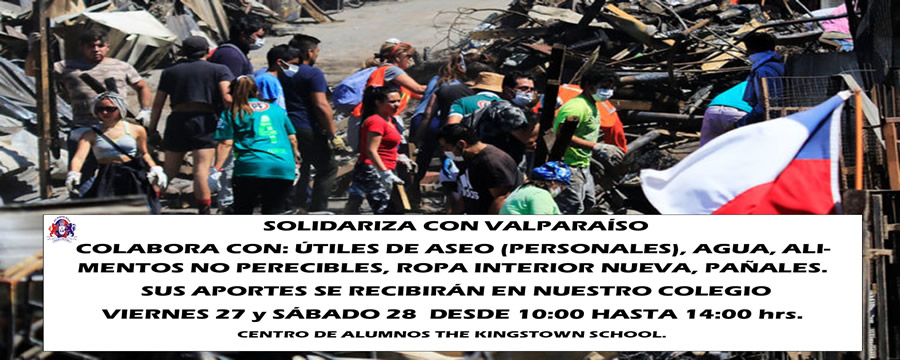 SOLIDARIZA CON VALPARAÍSO
COLABORA CON: ÚTILES DE ASEO (PERSONALES), AGUA, ALI-
MENTOS NO PERECIBLES, ROPA INTERIOR NUEVA, PAÑALES.
SUS APORTES SE RECIBIRÁN EN NUESTRO COLEGIO
VIERNES 27 y SÁBADO 28 DESDE 10:00 HASTA 14:00 hrs.
CENTRO DE ALUMNOS THE KINGSTOWN SCHOOL.